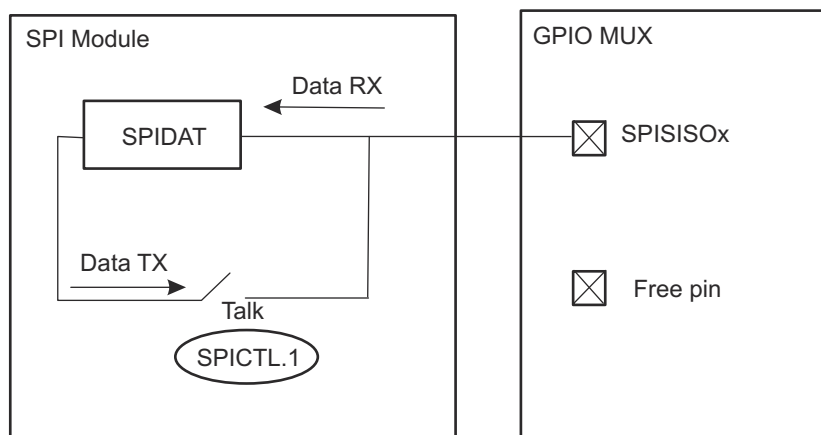 SPI Module
GPIO MUX
Data RX
SPIDAT
SPISISOx
Data TX
Free pin
Talk
SPICTL.1